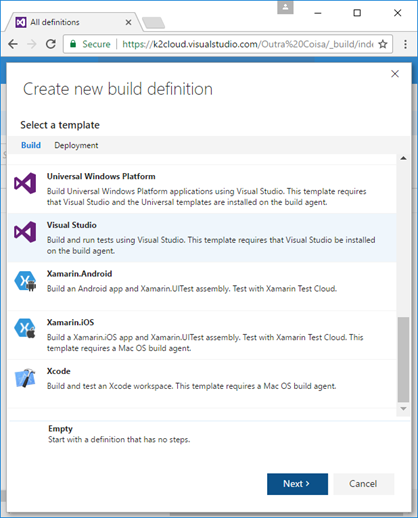 All definitions
Secure
https://k2cloud.visualstudio.com/Outra%20Coisa/_build/inde
Create new build definition
Select a template
Build
Deployment
Universal Windows Platform
Build Universal Windows Platform applications using Visual Studio. This template requires
that Visual Studio and the Universal templates are installed on the build agent.
Visual Studio
Build and run tests using Visual Studio. This template requires that Visual Studio be installed
on the build agent.
Xamarin.Android
Build an Android app and Xamarin.UITest assembly. Test with Xamarin Test Cloud.
Xamarin.iOS
Build a Xamarin.iOS app and Xamarin.UITest assembly. Test with Xamarin Test Cloud. This
template requires a Mac OS build agent.
Xcode
Build and test an Xcode workspace. This template requires a Mac OS build agent.
Empty
Start with a definition that has no steps.
Next
Cancel